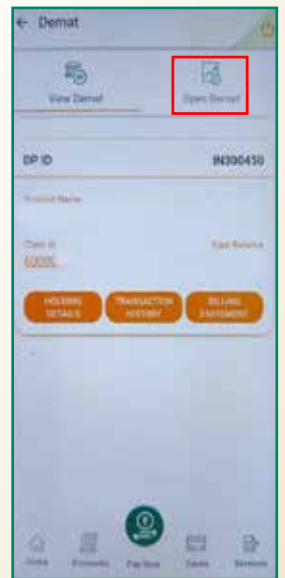 ← Demat
View Demat
Open Demat
DP ID
IN300450
Product Name
Client Id
Total Balance
HOLDING DETAILS
TRANSACTION HISTORY
BILLING STATEMENT
Home
Accounts
Pay Now
Cards
Services